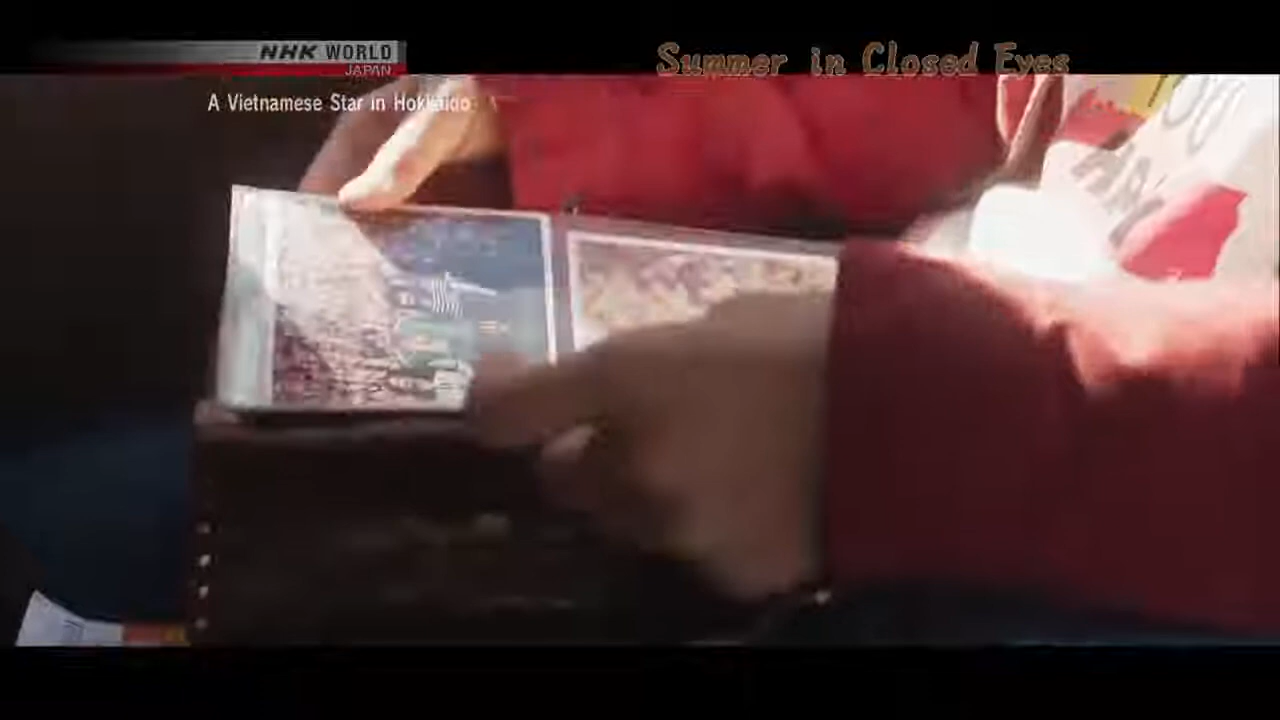 NHK WORLD
JAPAN
Summer in Closed Eyes
A Vietnamese Star in Hokkaido